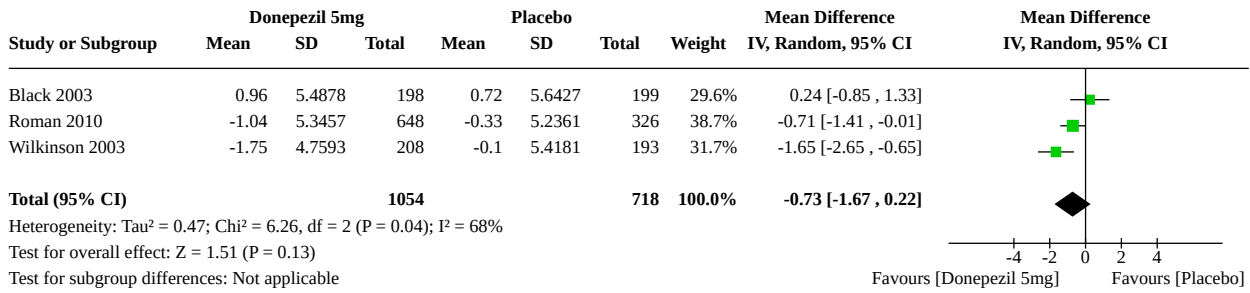 Donepezil 5mg Placebo Mean Difference Mean Difference
Study or Subgroup Mean SD Total Mean SD Total Weight IV, Random, 95% CI IV, Random, 95% CI
Black 2003 0.96 5.4878 198 0.72 5.6427 199 29.6% 0.24 [-0.85 , 1.33]
Roman 2010 -1.04 5.3457 648 -0.33 5.2361 326 38.7% -0.71 [-1.41 , -0.01]
Wilkinson 2003 -1.75 4.7593 208 -0.1 5.4181 193 31.7% -1.65 [-2.65 , -0.65]
Total (95% CI) 1054 718 100.0% -0.73 [-1.67 , 0.22]
Heterogeneity: Tau² = 0.47; Chi² = 6.26, df = 2 (P = 0.04); I² = 68%
Test for overall effect: Z = 1.51 (P = 0.13)
-4 -2 0 2 4
Test for subgroup differences: Not applicable
Favours [Donepezil 5mg] Favours [Placebo]